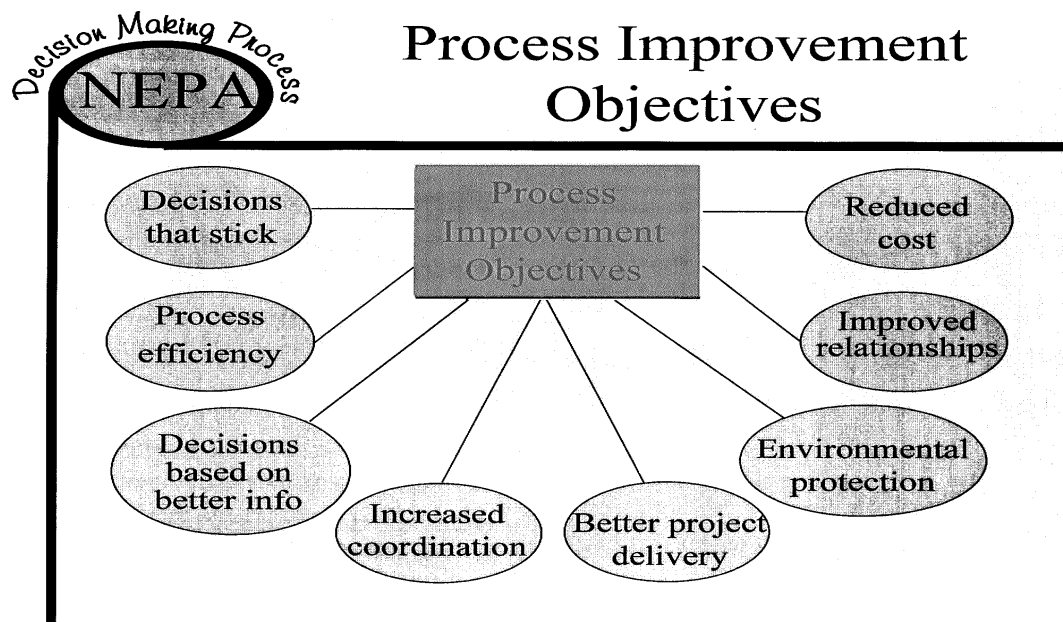 Decision Making Process
NEPA
Process Improvement
Objectives
Process
Improvement
Objectives
Decisions
that stick
Process
efficiency
Decisions
based on
better info
Increased
coordination
Better project
delivery
Environmental
protection
Improved
relationships
Reduced
cost